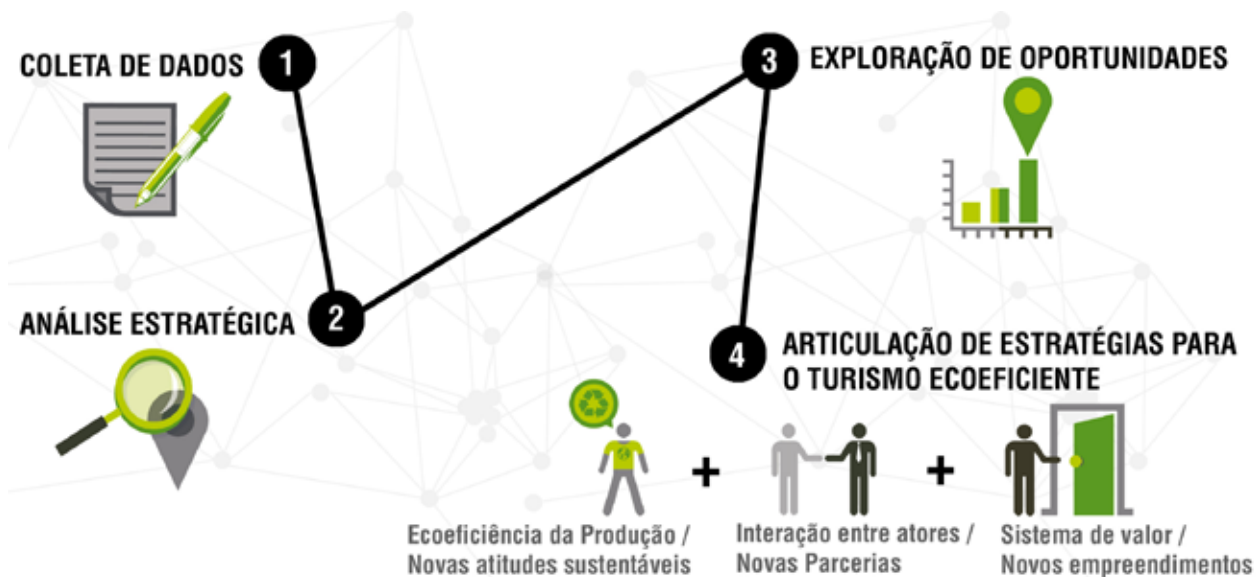 COLETA DE DADOS
1
ANÁLISE ESTRATÉGICA
2
3
EXPLORAÇÃO DE OPORTUNIDADES
4
ARTICULAÇÃO DE ESTRATÉGIAS PARA
O TURISMO ECOEFICIENTE
+
+
Ecoeficiência da Produção /
Novas atitudes sustentáveis
Interação entre atores /
Novas Parcerias
Sistema de valor /
Novos empreendimentos